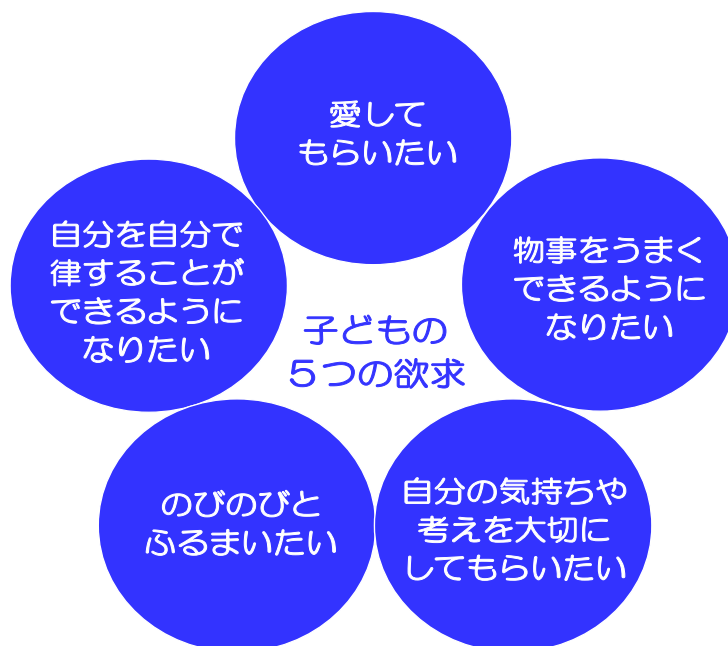 愛して
もらいたい
物事をうまく
できるように
なりたい
自分の気持ちや
考えを大切に
してもらいたい
のびのびと
ふるまいたい
自分を自分で
律することが
できるように
なりたい
子どもの
５つの欲求